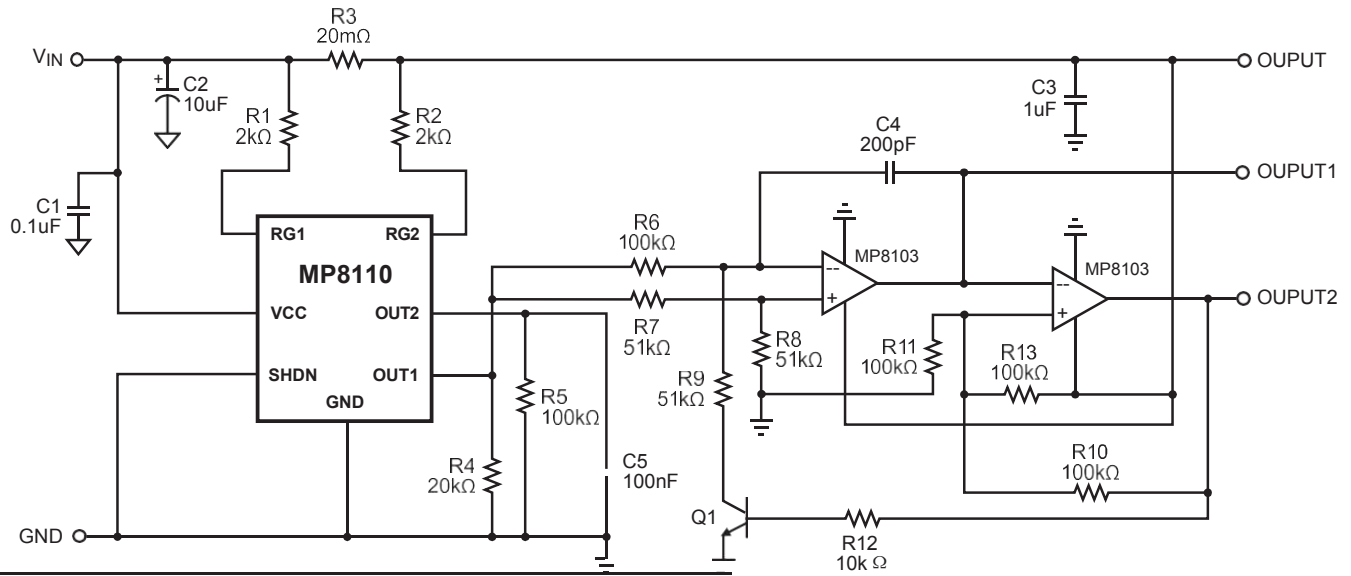 R3
20mΩ
VIN
OUPUT
C2
10uF
+
R1
2kΩ
R2
2kΩ
C3
1uF
C4
200pF
OUPUT1
C1
0.1uF
RG1
RG2
MP8110
VCC
OUT2
SHDN
OUT1
GND
R6
100kΩ
R7
51kΩ
MP8103
--
+
MP8103
--
+
OUPUT2
R8
51kΩ
R11
100kΩ
R13
100kΩ
R9
51kΩ
R5
100kΩ
R4
20kΩ
C5
100nF
R10
100kΩ
Q1
R12
10k Ω
GND